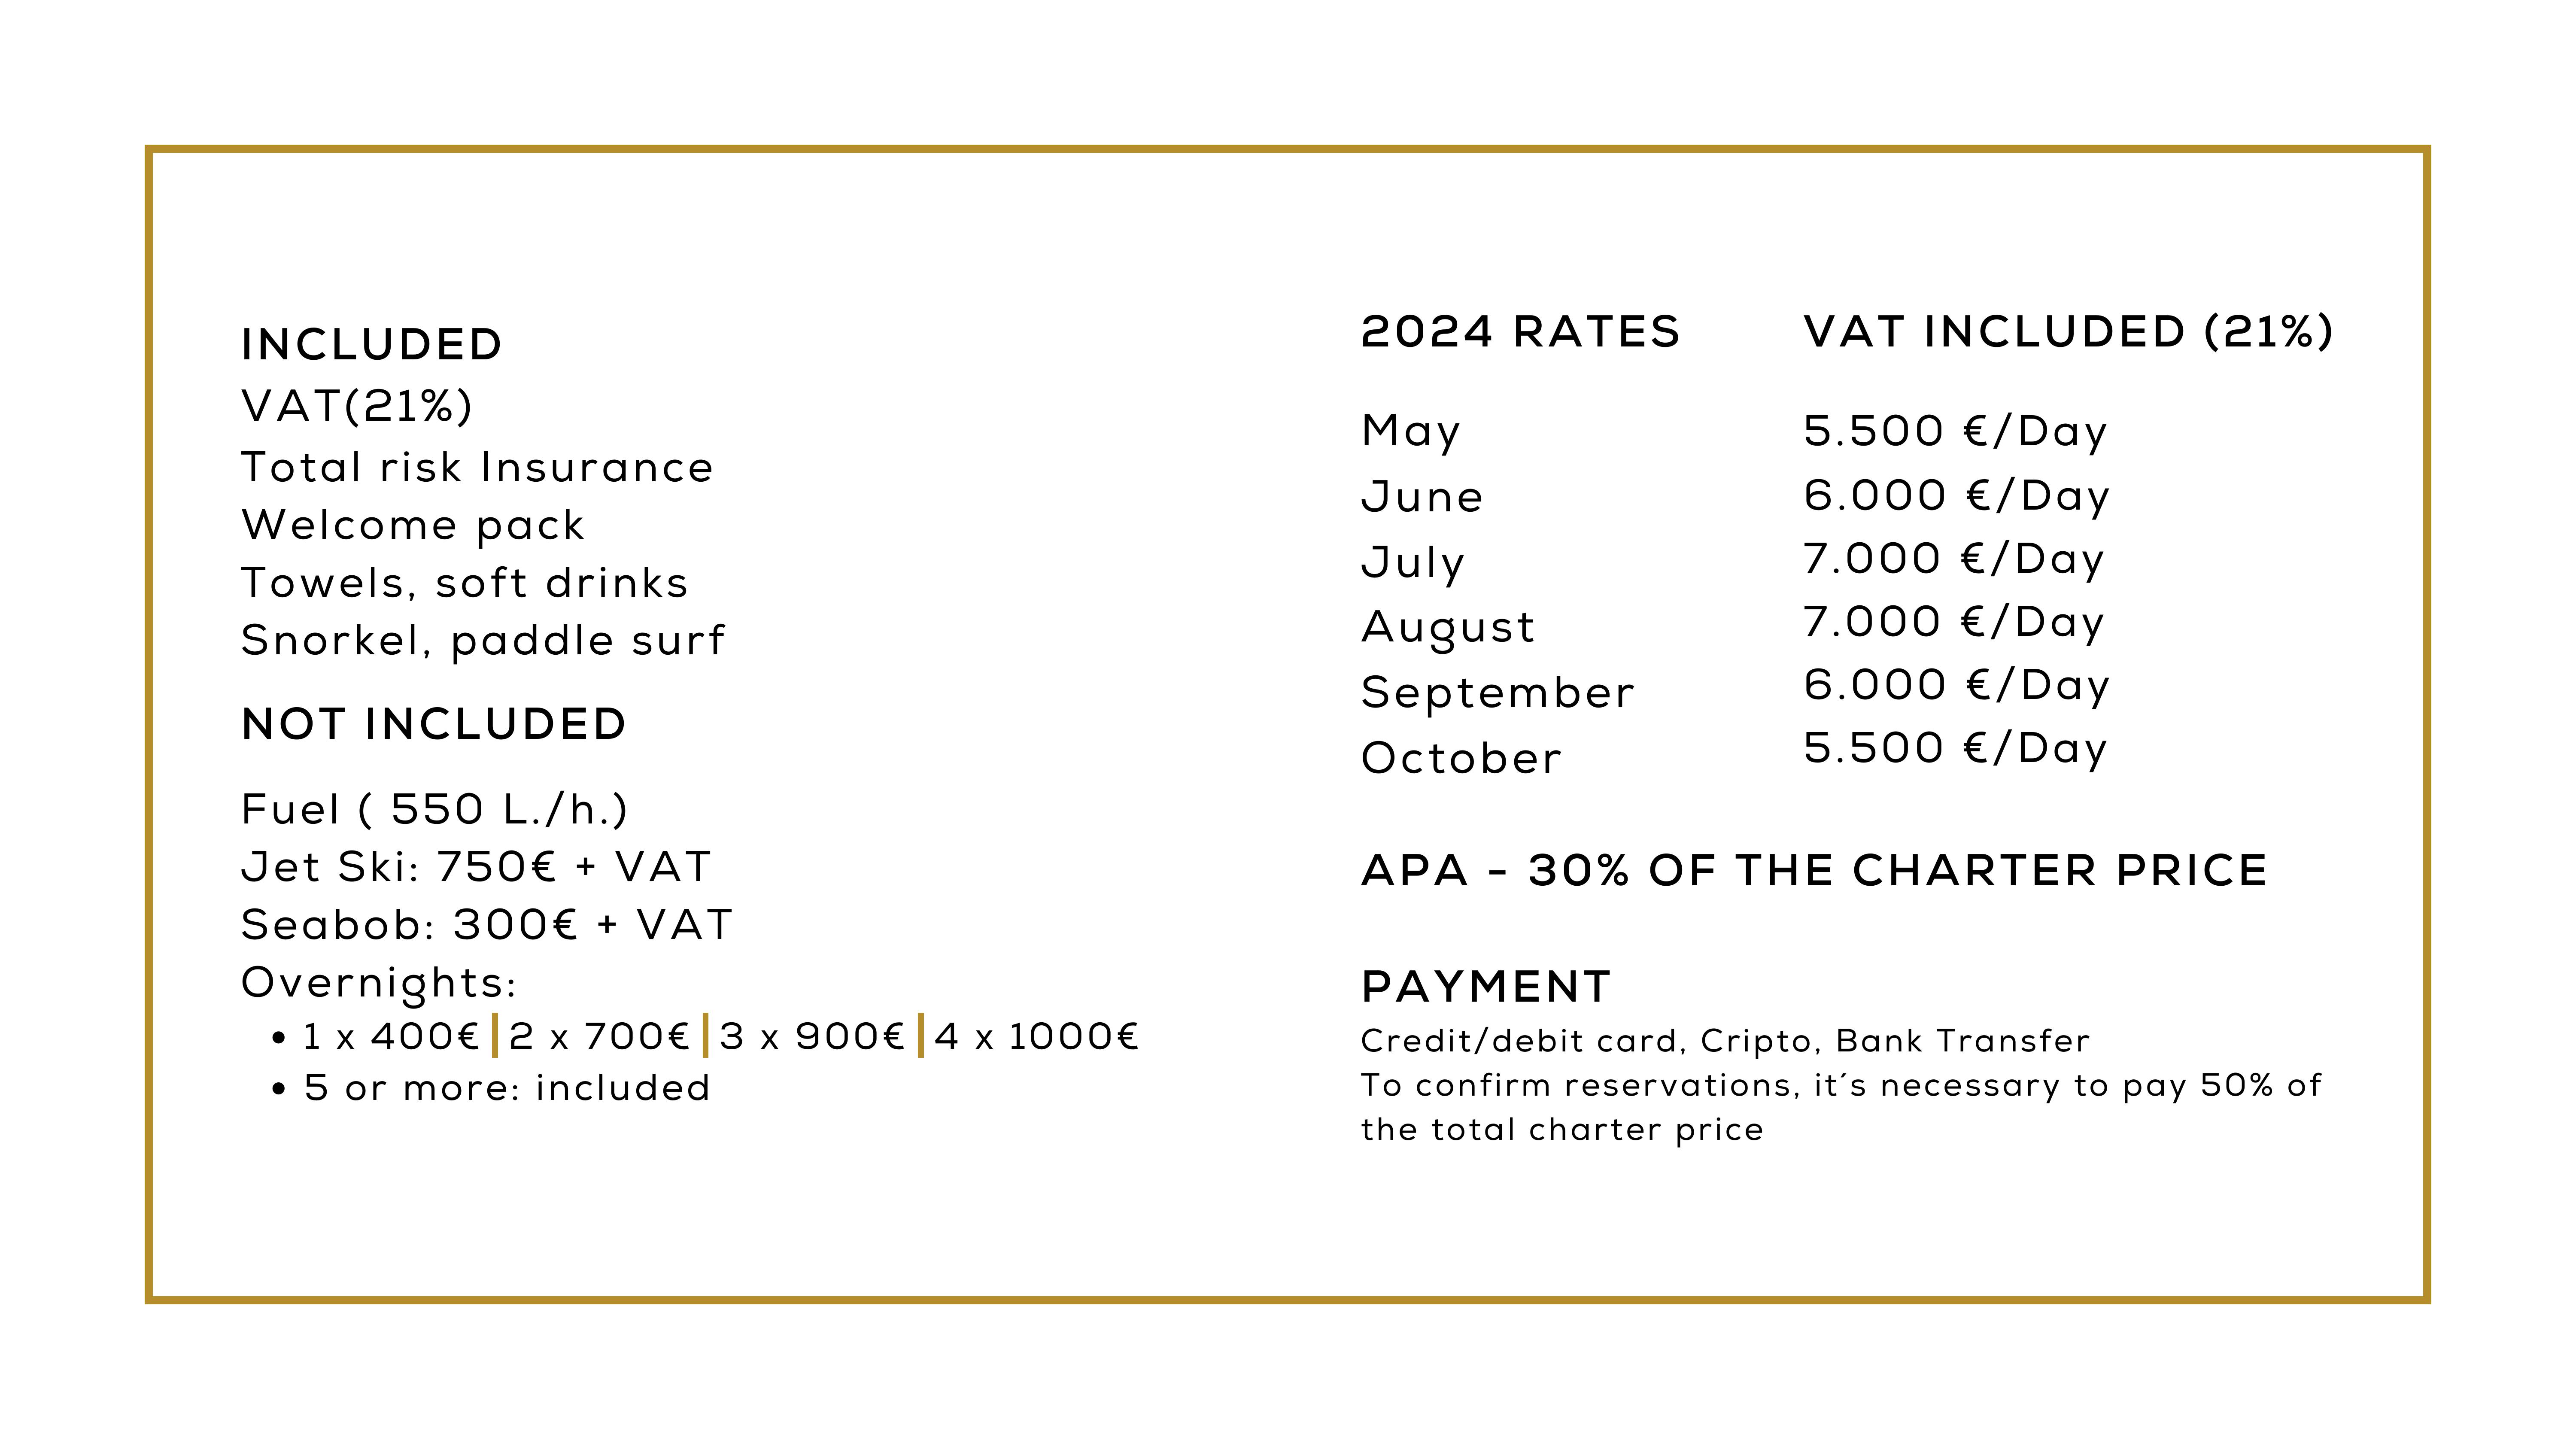 INCLUDED
VAT(21%)
Total risk Insurance
Welcome pack
Towels, soft drinks
Snorkel, paddle surf
NOT INCLUDED
Fuel ( 550 L./h.)
Jet Ski: 750€ + VAT
Seabob: 300€ + VAT
Overnights:
• 1 x 400€ | 2 x 700€ | 3 x 900€ | 4 x 1000€
• 5 or more: included
2024 RATES VAT INCLUDED (21%)
May 5.500 €/Day
June 6.000 €/Day
July 7.000 €/Day
August 7.000 €/Day
September 6.000 €/Day
October 5.500 €/Day
APA - 30% OF THE CHARTER PRICE
PAYMENT
Credit/debit card, Cripto, Bank Transfer
To confirm reservations, it´s necessary to pay 50% of
the total charter price